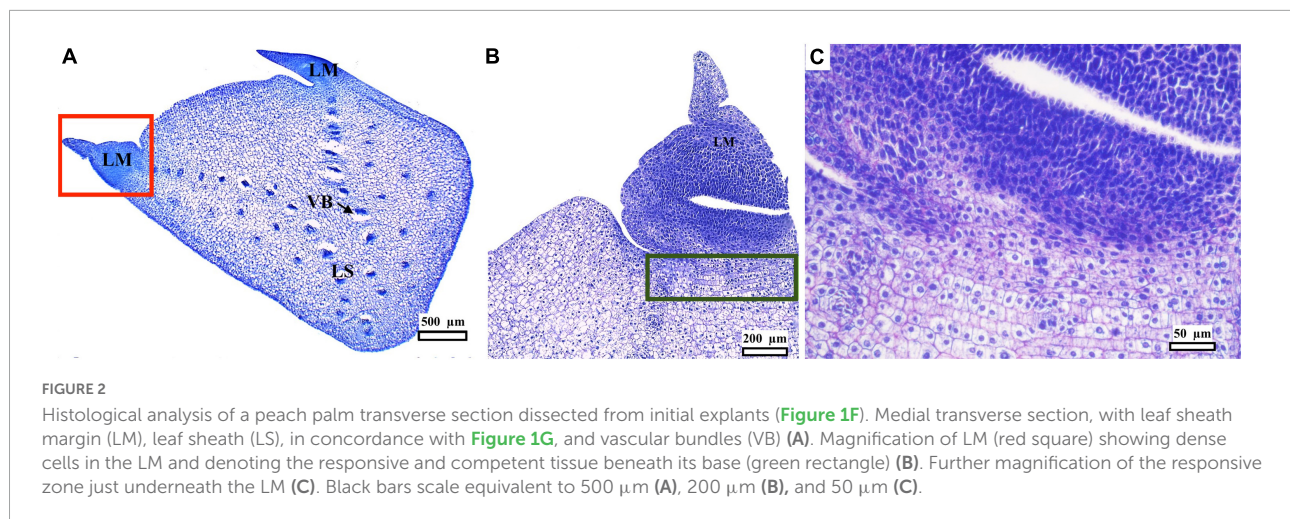 A
LM
LM
VB
LS
500 µm
B
LM
200 µm
C
50 µm
FIGURE 2
Histological analysis of a peach palm transverse section dissected from initial explants (Figure 1F). Medial transverse section, with leaf sheath
margin (LM), leaf sheath (LS), in concordance with Figure 1G, and vascular bundles (VB) (A). Magnification of LM (red square) showing dense
cells in the LM and denoting the responsive and competent tissue beneath its base (green rectangle) (B). Further magnification of the responsive
zone just underneath the LM (C). Black bars scale equivalent to 500 µm (A), 200 µm (B), and 50 µm (C).